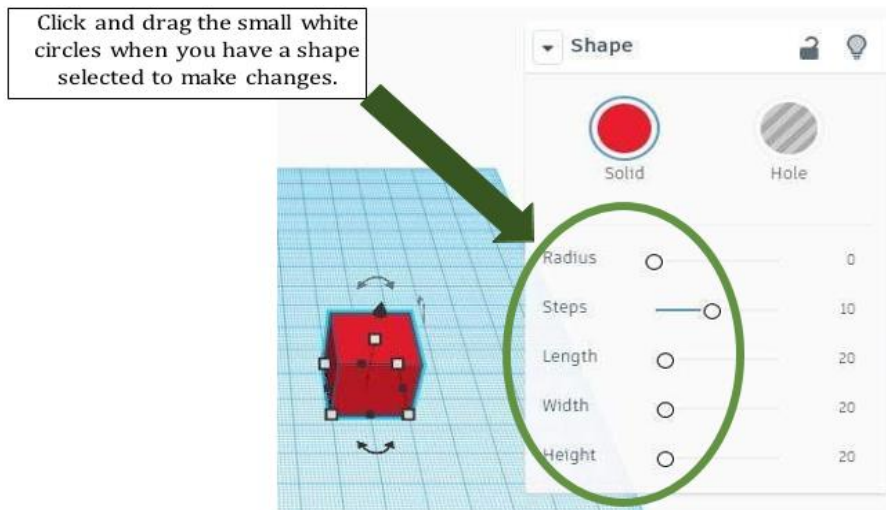 Click and drag the small white
circles when you have a shape
selected to make changes.
Shape
Solid
Hole
Radius 0
Steps 10
Length 20
Width 20
Height 20